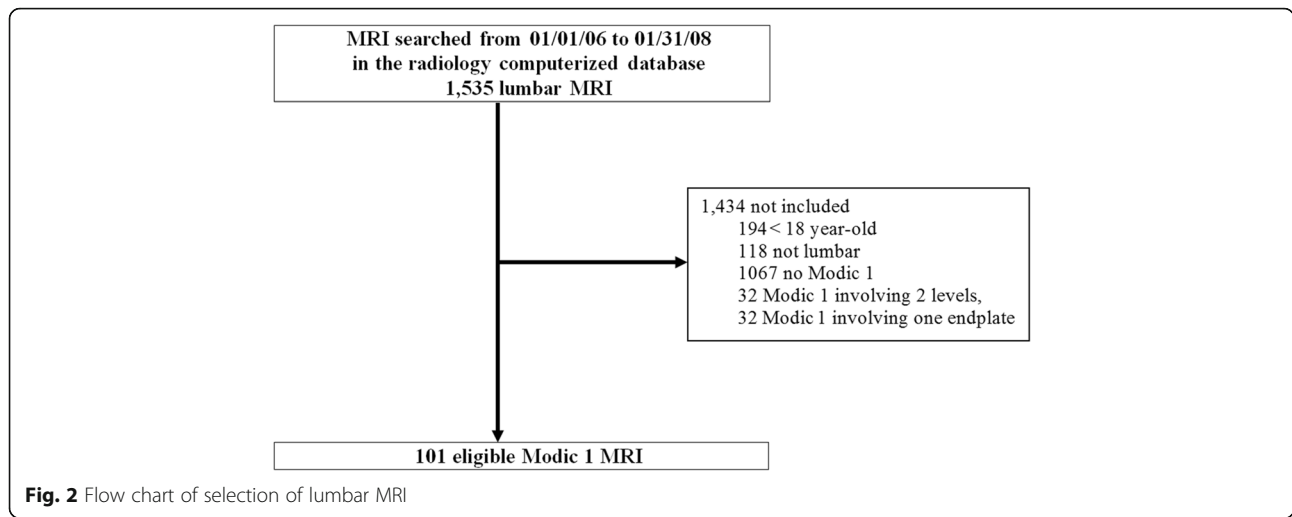 MRI searched from 01/01/06 to 01/31/08
in the radiology computerized database
1,535 lumbar MRI
1,434 not included
194< 18 year-old
118 not lumbar
1067 no Modic 1
32 Modic 1 involving 2 levels,
32 Modic 1 involving one endplate
101 eligible Modic 1 MRI
Fig. 2 Flow chart of selection of lumbar MRI